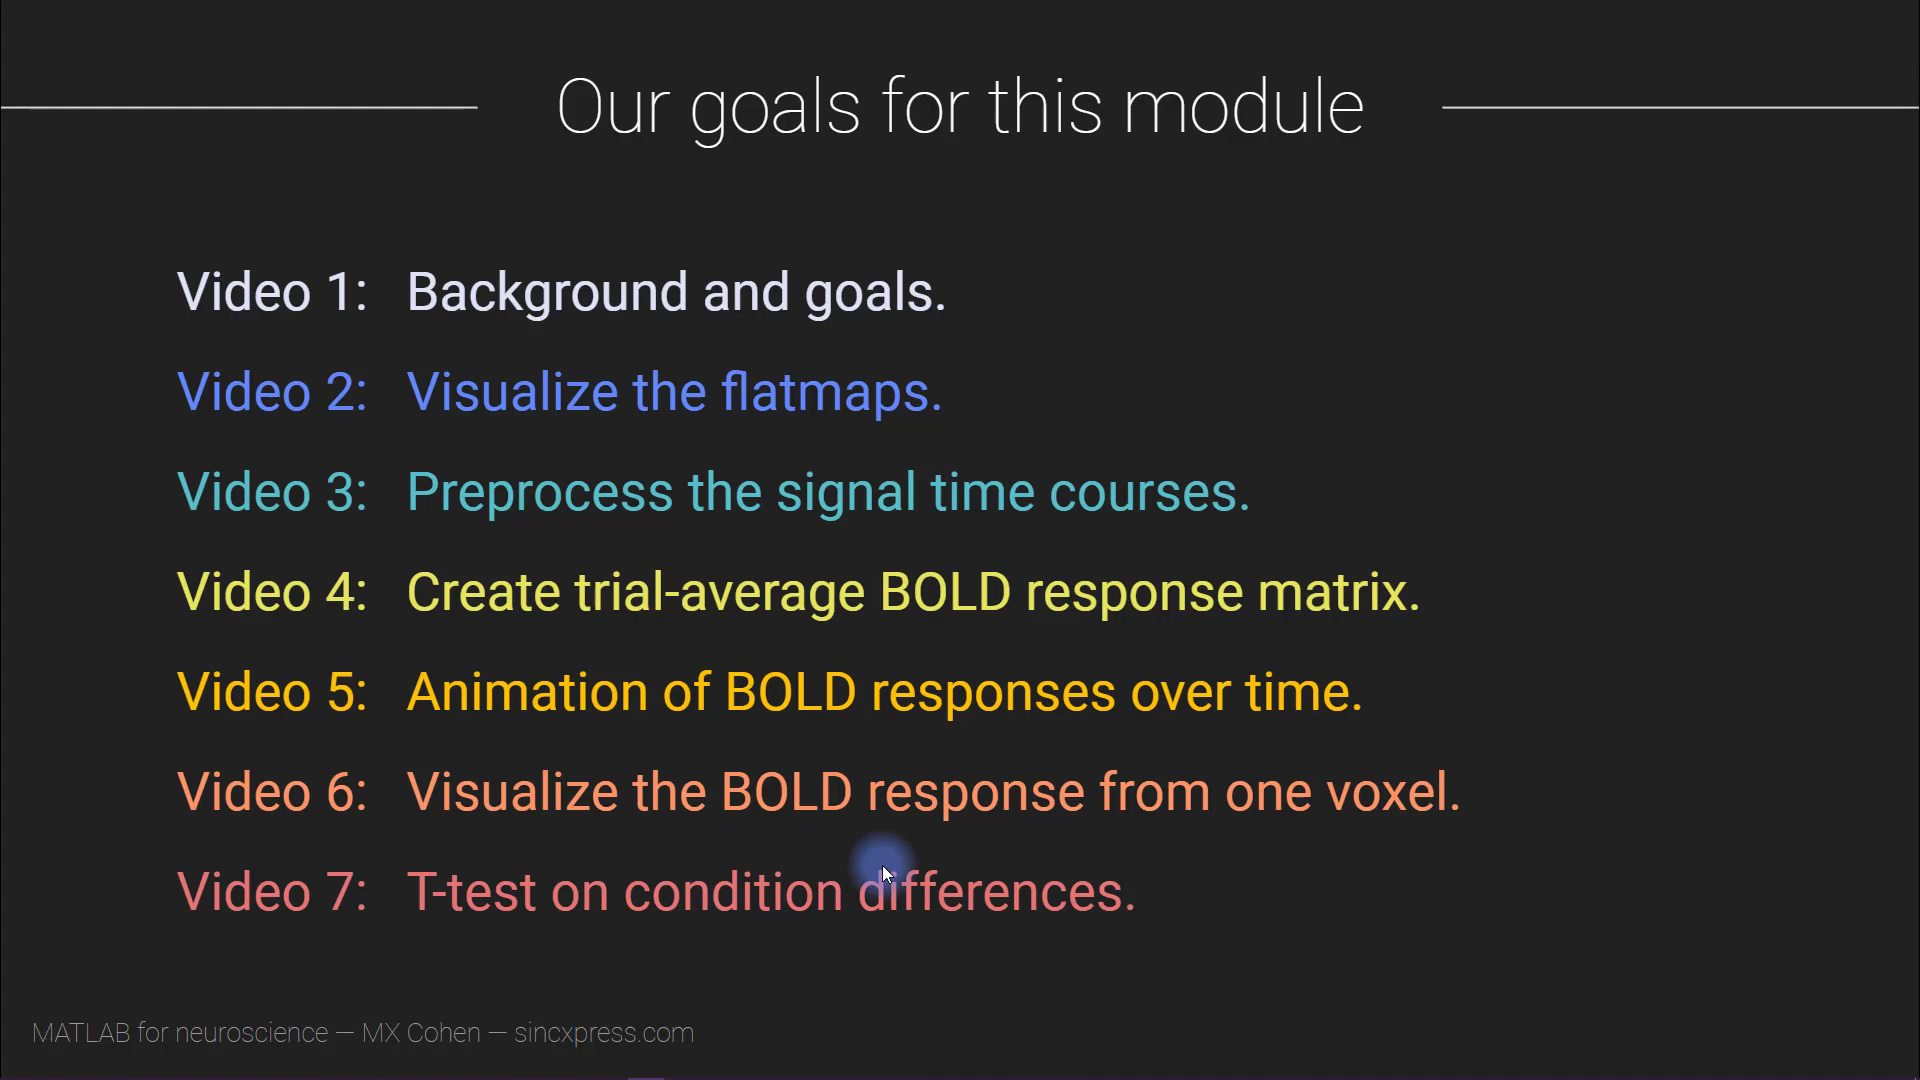 Our goals for this module
Video 1: Background and goals.
Video 2: Visualize the flatmaps.
Video 3: Preprocess the signal time courses.
Video 4: Create trial-average BOLD response matrix.
Video 5: Animation of BOLD responses over time.
Video 6: Visualize the BOLD response from one voxel.
Video 7: T-test on condition differences.
MATLAB for neuroscience — MX Cohen — sincxpress.com